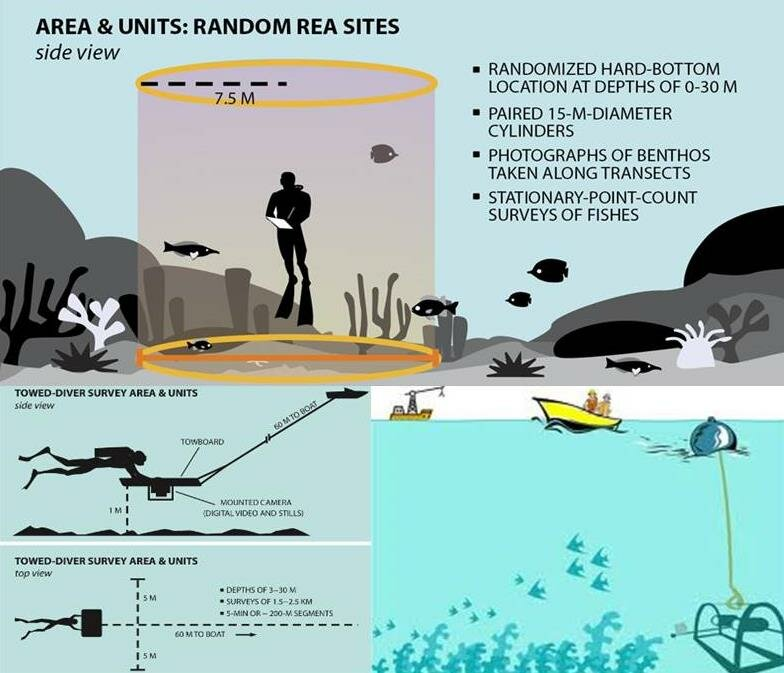 AREA & UNITS: RANDOM REA SITES
side view
7.5 M
▪ RANDOMIZED HARD-BOTTOM
LOCATION AT DEPTHS OF 0-30 M
▪ PAIRED 15-M-DIAMETER
CYLINDERS
▪ PHOTOGRAPHS OF BENTHOS
TAKEN ALONG TRANSECTS
▪ STATIONARY-POINT-COUNT
SURVEYS OF FISHES
TOWED-DIVER SURVEY AREA & UNITS
side view
60 M TO BOAT
TOWBOARD
MOUNTED CAMERA
(DIGITAL VIDEO AND STILLS)
1 M
TOWED-DIVER SURVEY AREA & UNITS
top view
5 M
▪ DEPTHS OF 3–30 M
▪ SURVEYS OF 1.5–2.5 KM
▪ 5-MIN OR ~ 200-M SEGMENTS
60 M TO BOAT
5 M